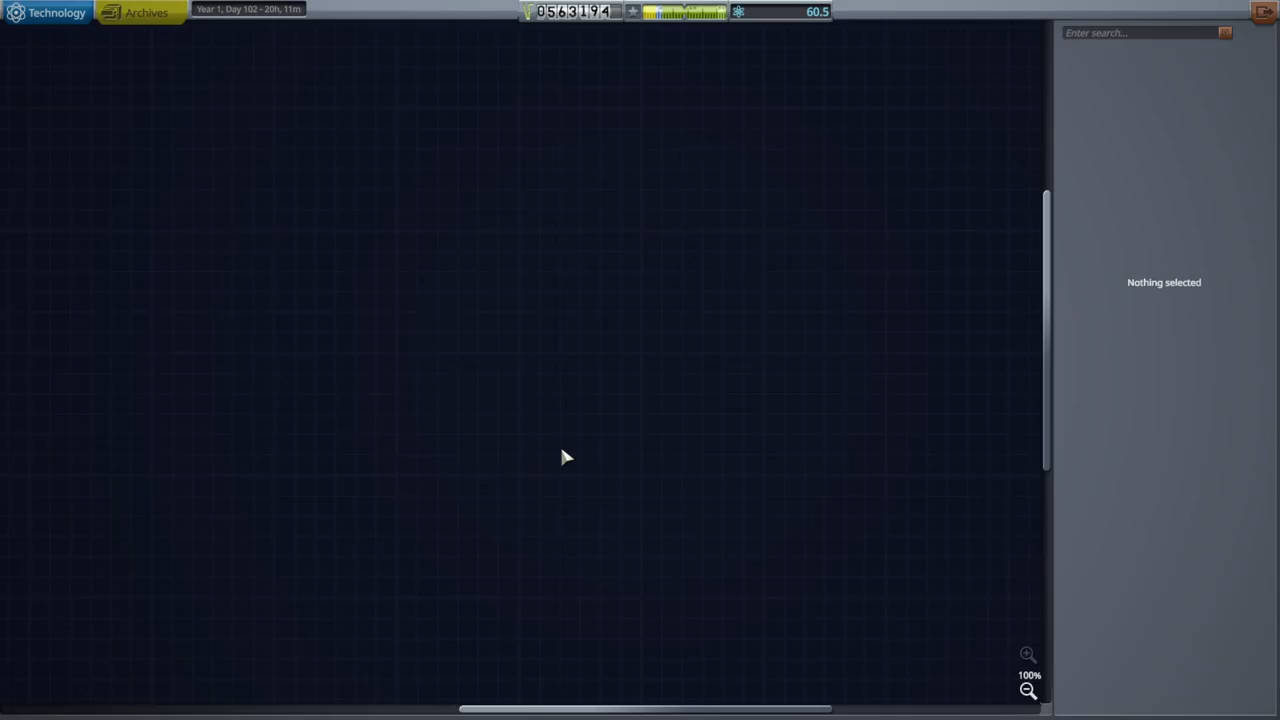 Technology
Archives
Year 1, Day 102 - 20h, 11m
0563194
60.5
Enter search...
Nothing selected
100%